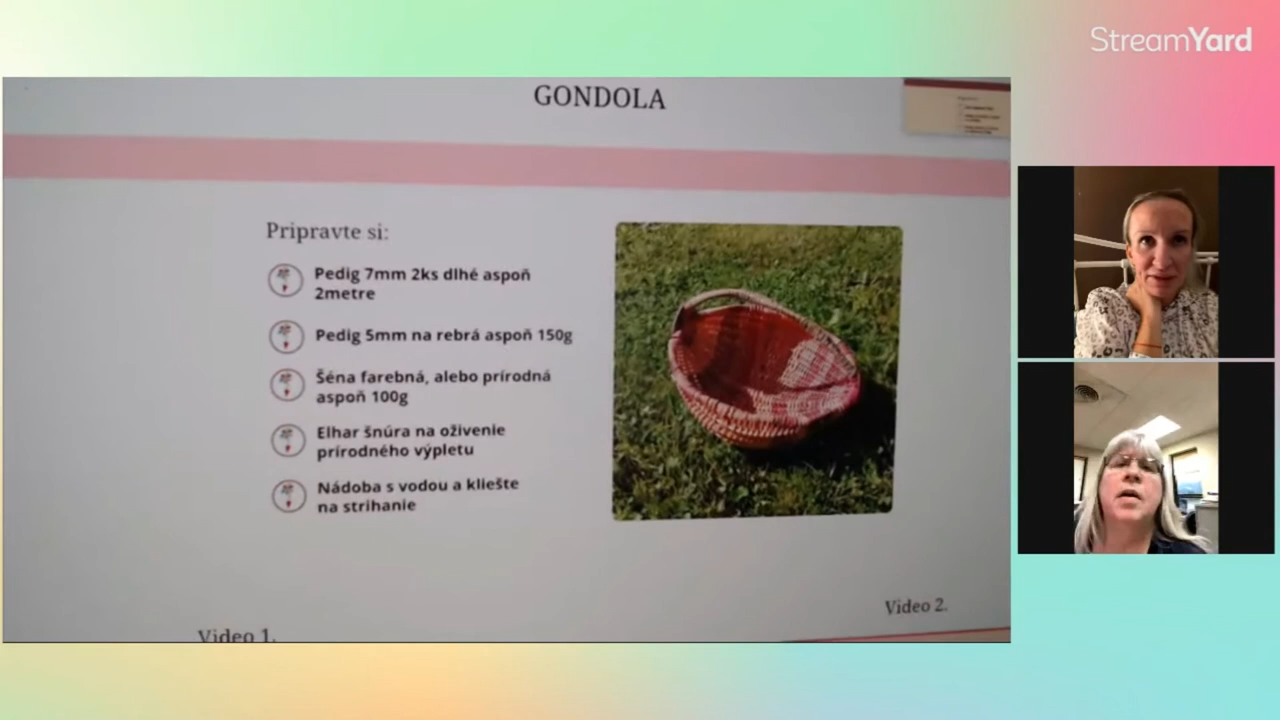 StreamYard
GONDOLA
Pripravte si:
Pedig 7mm 2ks dlhé aspoň
2metre
Pedig 5mm na rebrá aspoň 150g
Šéna farebná, alebo prírodná
aspoň 100g
Elhar šnúra na oživenie
prírodného výpletu
Nádoba s vodou a kliešte
na strihanie
Video 2.
Video 1.